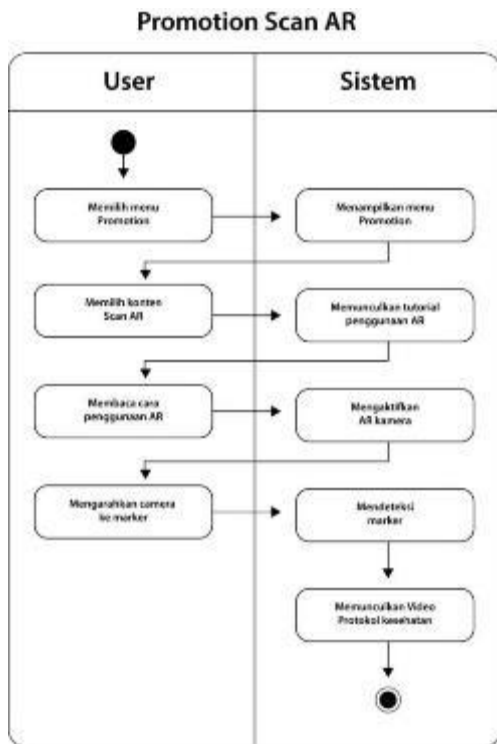 Promotion Scan AR
User
Sistem
Memilih menu
Promotion
Menampilkan menu
Promotion
Memilih konten
Scan AR
Memunculkan tutorial
penggunaan AR
Membaca cara
penggunaan AR
Mengaktifkan
AR kamera
Mengarahkan camera
ke marker
Mendeteksi
marker
Memunculkan Video
Protokol kesehatan